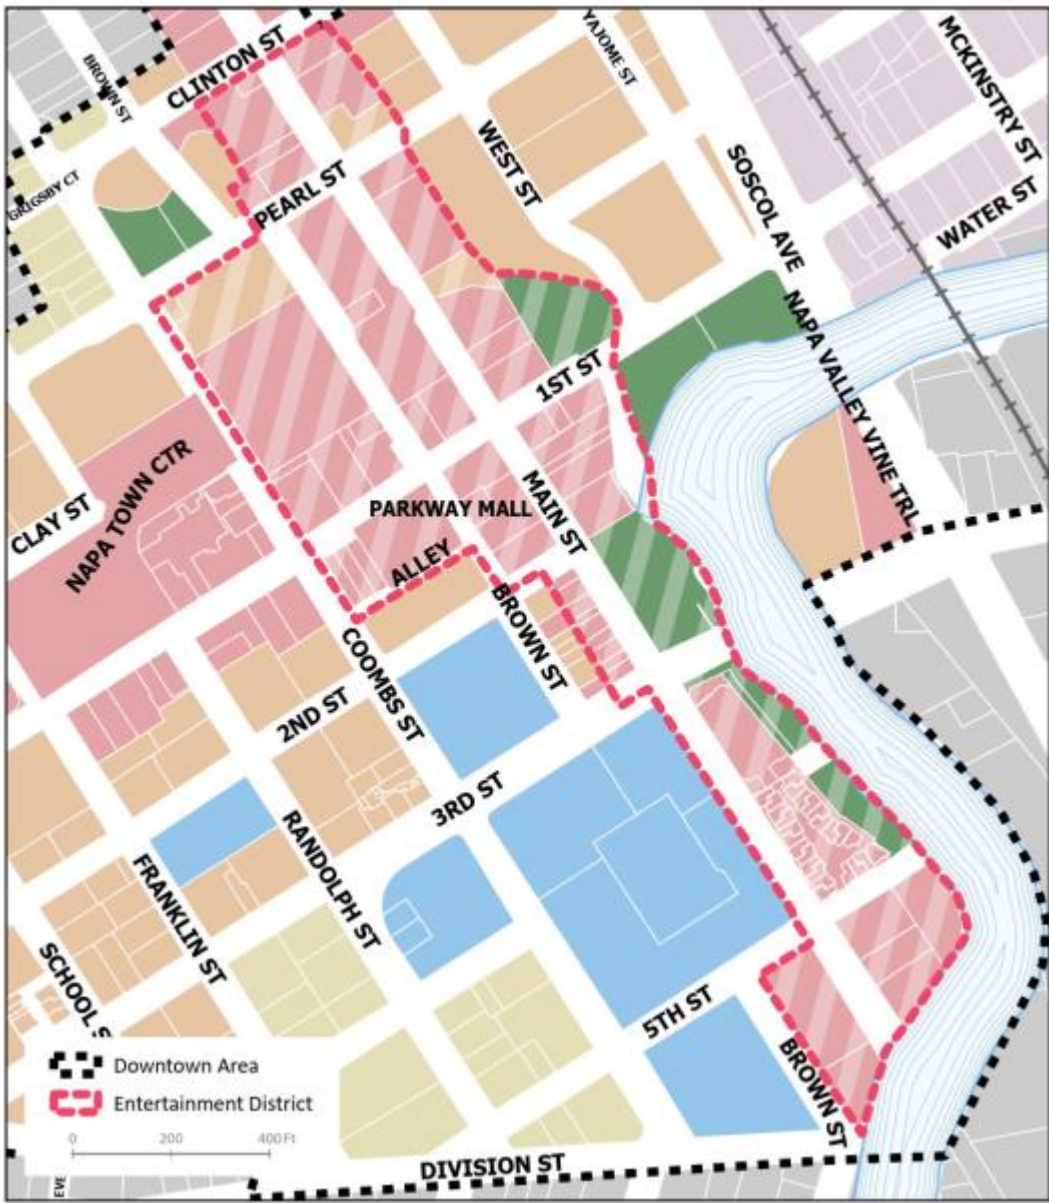 BROWN ST
CLINTON ST
YAJOME ST
MCKINSTRY ST
WEST ST
SOSCOL AVE
GRIGSBY CT
PEARL ST
WATER ST
NAPA VALLEY VINE TRL
1ST ST
NAPA TOWN CTR
CLAY ST
PARKWAY MALL
MAIN ST
ALLEY
BROWN ST
COOMBS ST
2ND ST
3RD ST
RANDOLPH ST
FRANKLIN ST
SCHOOL S
5TH ST
BROWN ST
Downtown Area
Entertainment District
0 200 400 Ft
DIVISION ST